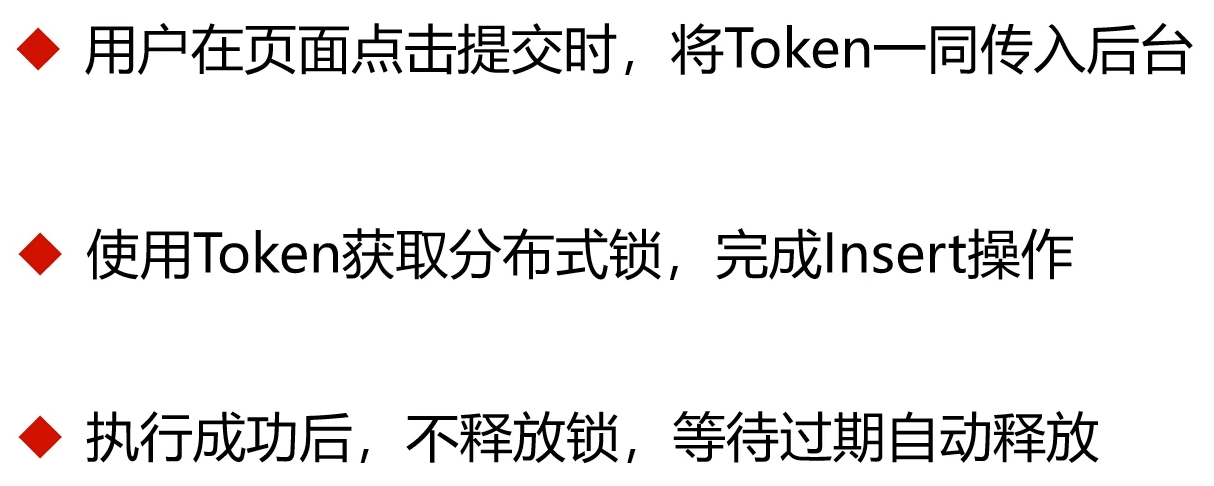 用户在页面点击提交时，将Token一同传入后台
使用Token获取分布式锁，完成Insert操作
执行成功后，不释放锁，等待过期自动释放